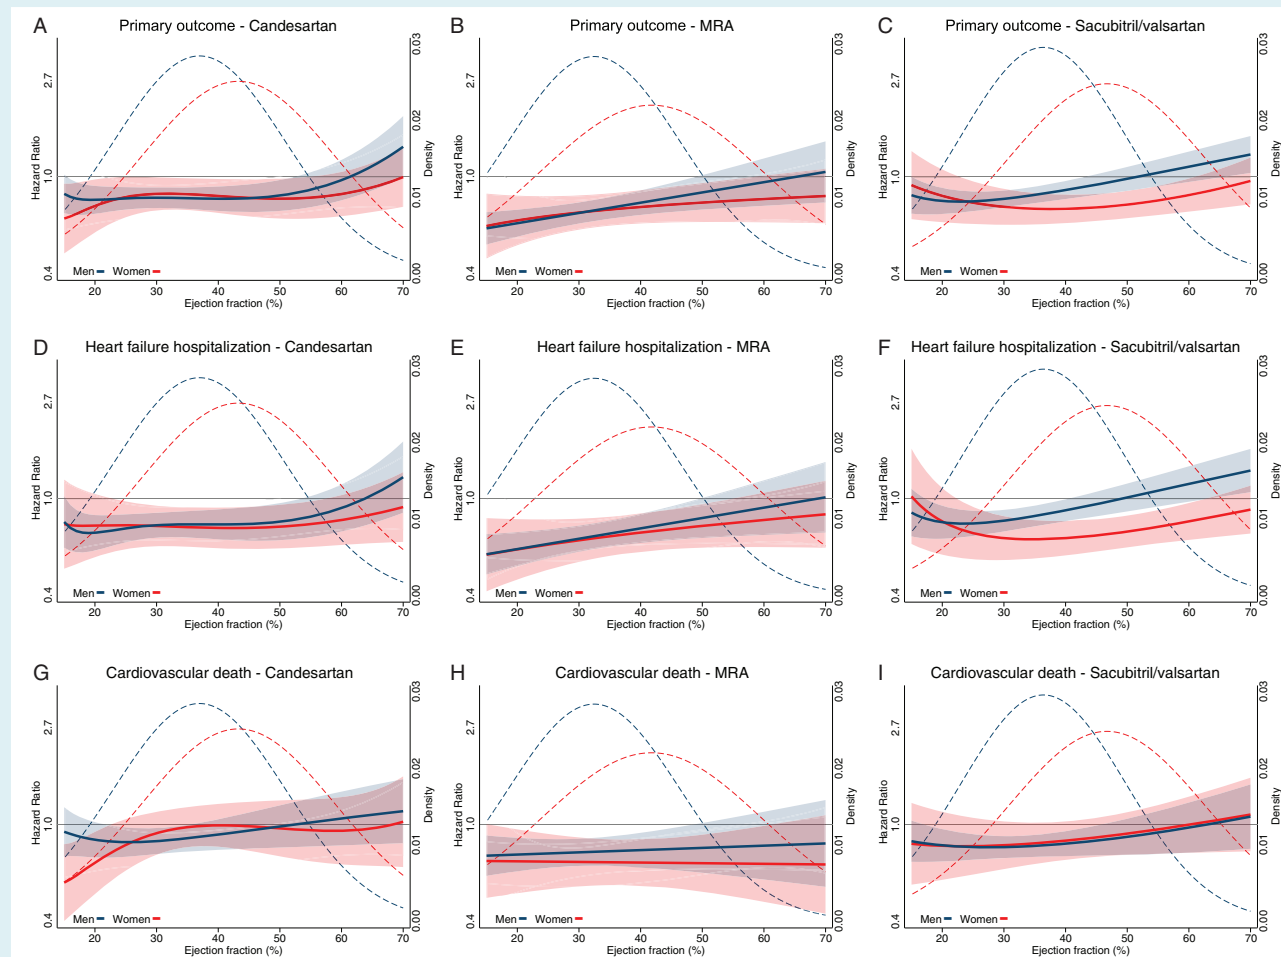 A Primary outcome - Candesartan
Hazard Ratio
2.7
1.0
0.4
Density
0.03
0.02
0.01
0.00
Men Women
20 30 40 50 60 70
Ejection fraction (%)
B Primary outcome - MRA
Hazard Ratio
2.7
1.0
0.4
Density
0.03
0.02
0.01
0.00
Men Women
20 30 40 50 60 70
Ejection fraction (%)
C Primary outcome - Sacubitril/valsartan
Hazard Ratio
2.7
1.0
0.4
Density
0.03
0.02
0.01
0.00
Men Women
20 30 40 50 60 70
Ejection fraction (%)
D Heart failure hospitalization - Candesartan
Hazard Ratio
2.7
1.0
0.4
Density
0.03
0.02
0.01
0.00
Men Women
20 30 40 50 60 70
Ejection fraction (%)
E Heart failure hospitalization - MRA
Hazard Ratio
2.7
1.0
0.4
Density
0.03
0.02
0.01
0.00
Men Women
20 30 40 50 60 70
Ejection fraction (%)
F Heart failure hospitalization - Sacubitril/valsartan
Hazard Ratio
2.7
1.0
0.4
Density
0.03
0.02
0.01
0.00
Men Women
20 30 40 50 60 70
Ejection fraction (%)
G Cardiovascular death - Candesartan
Hazard Ratio
2.7
1.0
0.4
Density
0.03
0.02
0.01
0.00
Men Women
20 30 40 50 60 70
Ejection fraction (%)
H Cardiovascular death - MRA
Hazard Ratio
2.7
1.0
0.4
Density
0.03
0.02
0.01
0.00
Men Women
20 30 40 50 60 70
Ejection fraction (%)
I Cardiovascular death - Sacubitril/valsartan
Hazard Ratio
2.7
1.0
0.4
Density
0.03
0.02
0.01
0.00
Men Women
20 30 40 50 60 70
Ejection fraction (%)